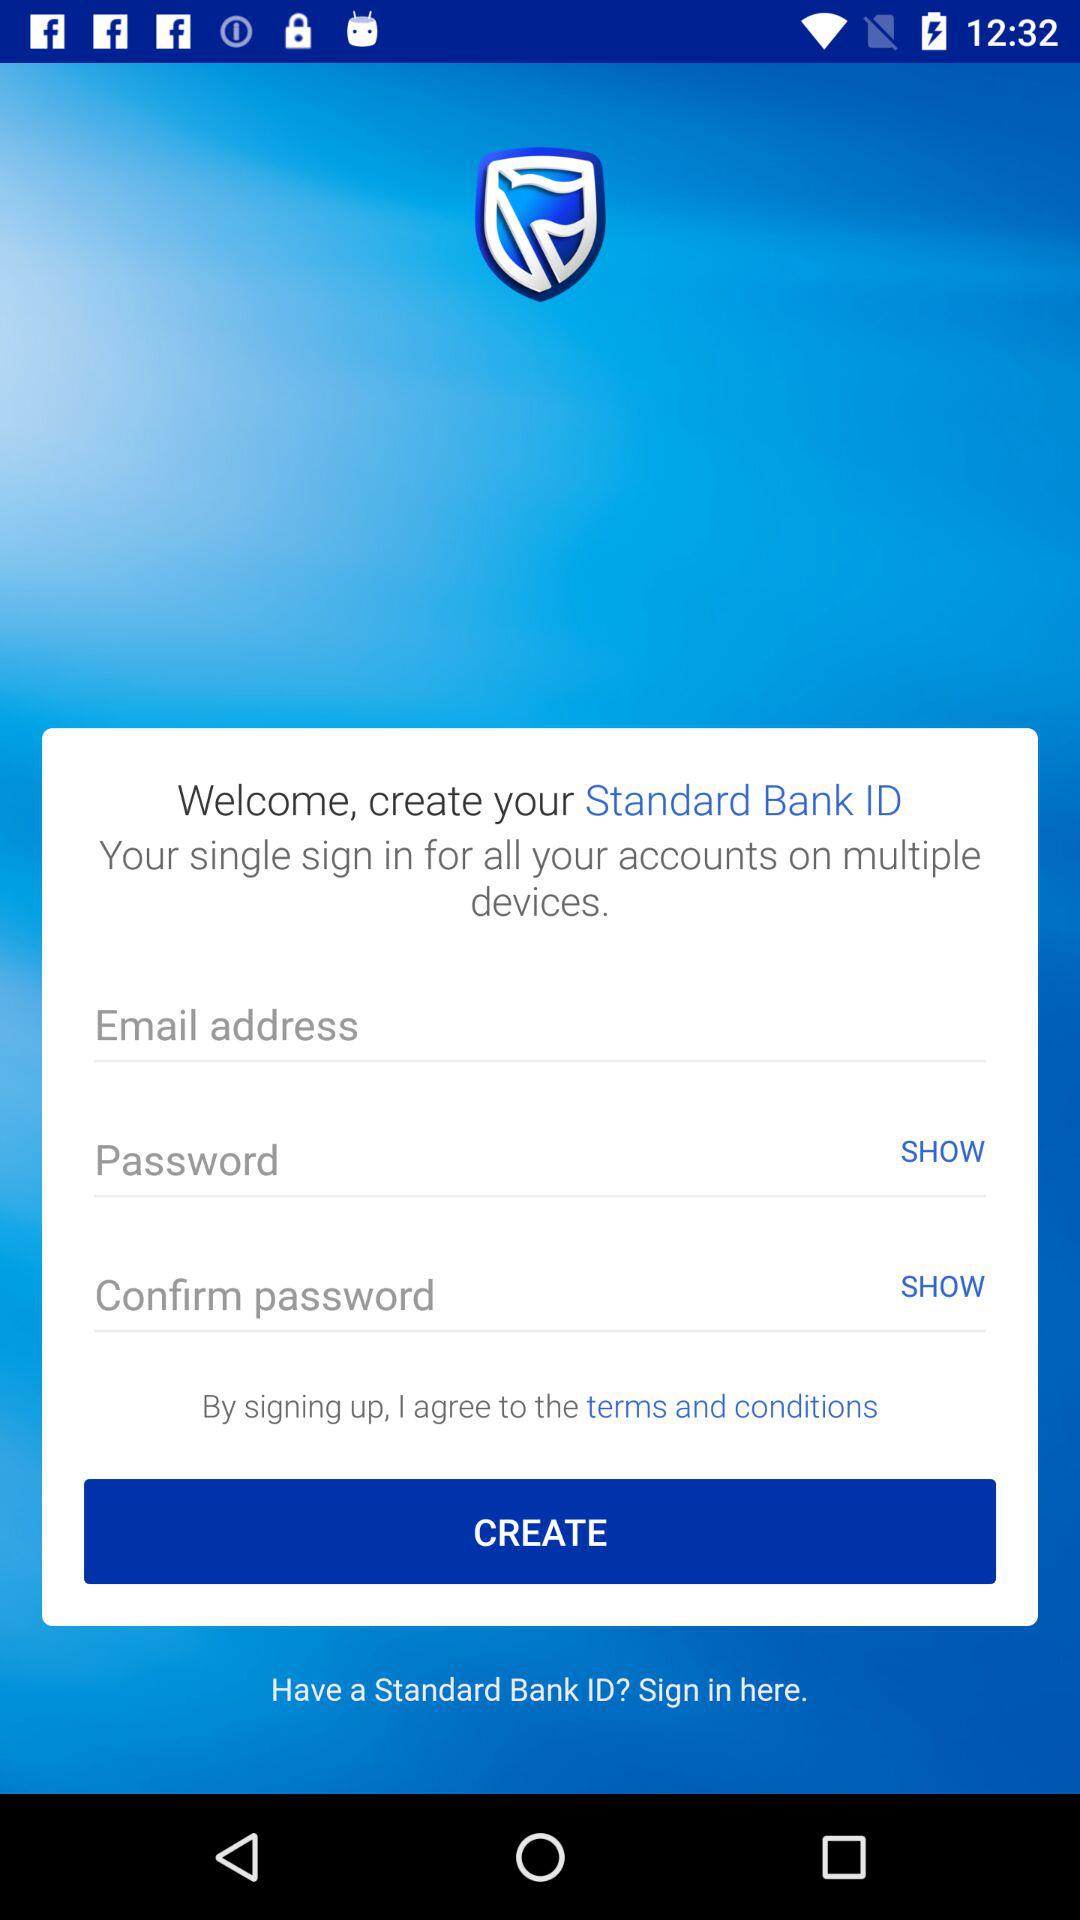 12:32
Welcome, create your Standard Bank ID
Your single sign in for all your accounts on multiple
devices.
Email address
Password
SHOW
Confirm password
SHOW
By signing up, I agree to the terms and conditions
CREATE
Have a Standard Bank ID? Sign in here.